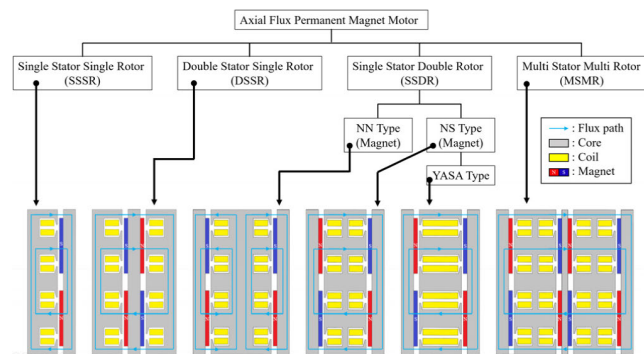 Axial Flux Permanent Magnet Motor
Single Stator Single Rotor
(SSSR)
Double Stator Single Rotor
(DSSR)
Single Stator Double Rotor
(SSDR)
Multi Stator Multi Rotor
(MSMR)
NN Type
(Magnet)
NS Type
(Magnet)
YASA Type
: Flux path
: Core
: Coil
N S : Magnet